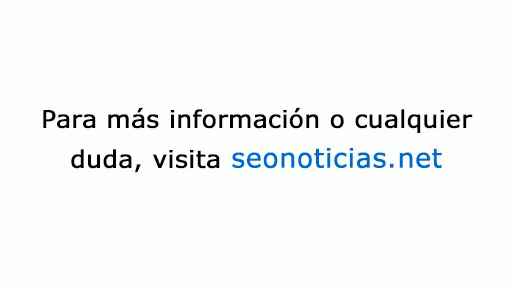 Para más información o cualquier
duda, visita seonoticias.net